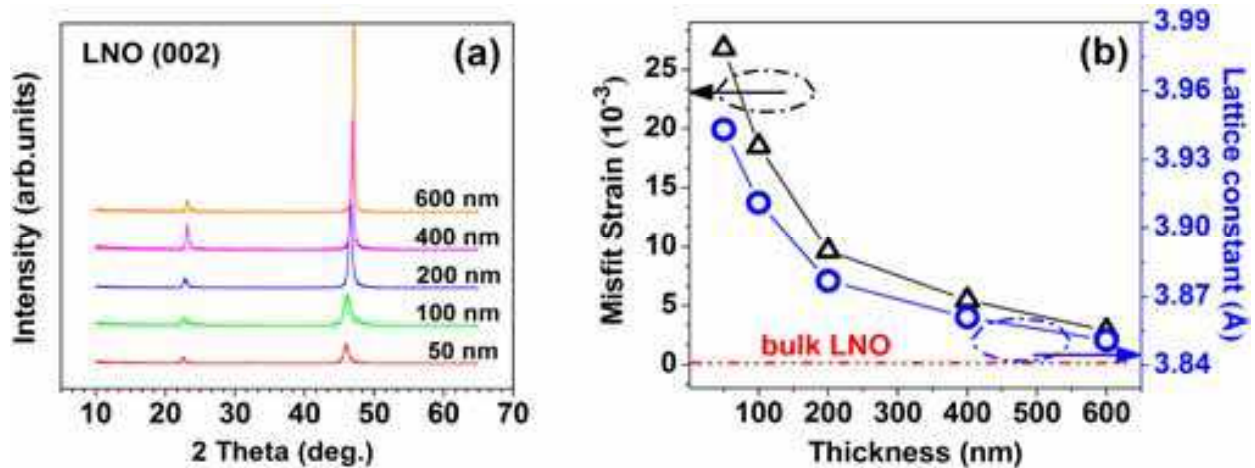 LNO (002)
(a)
600 nm
400 nm
200 nm
100 nm
50 nm
Intensity (arb.units)
10 20 30 40 50 60 70
2 Theta (deg.)
(b)
25
20
15
10
5
0
Misfit Strain (10⁻³)
bulk LNO
3.99
3.96
3.93
3.90
3.87
3.84
Lattice constant (Å)
100 200 300 400 500 600
Thickness (nm)